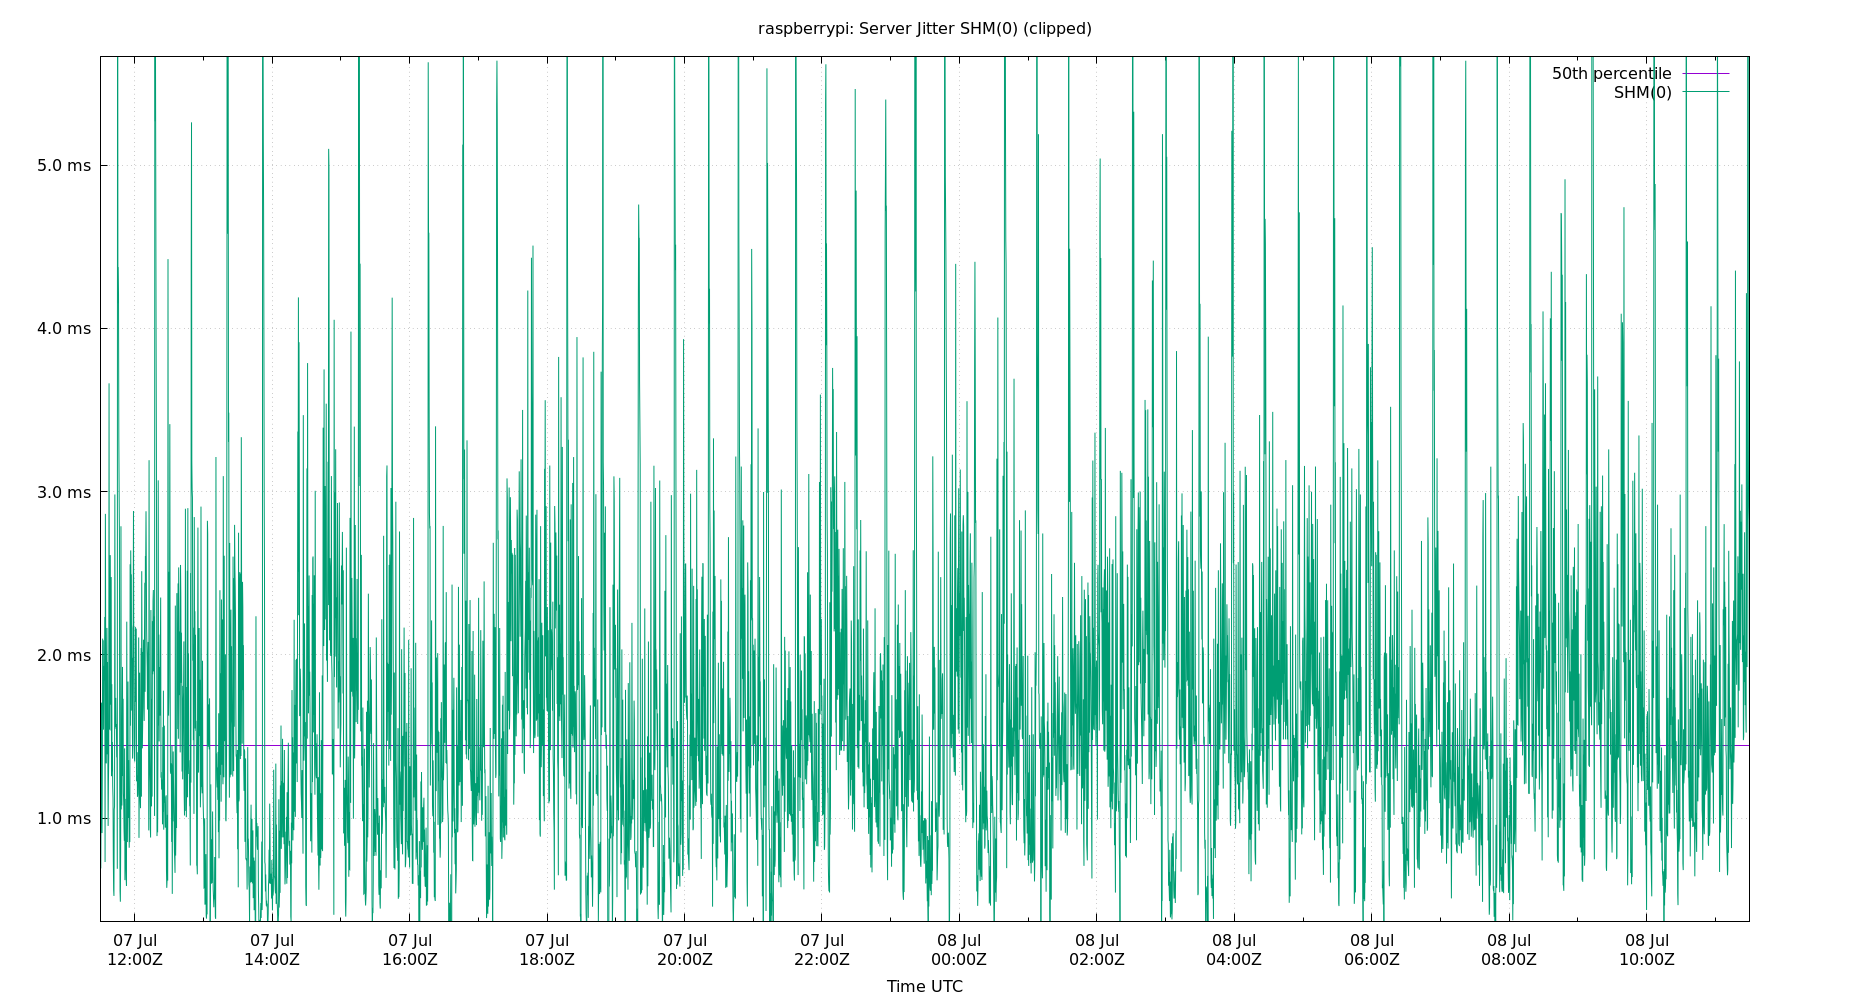 raspberrypi: Server Jitter SHM(0) (clipped)
50th percentile
SHM(0)
5.0 ms
4.0 ms
3.0 ms
2.0 ms
1.0 ms
07 Jul 07 Jul 07 Jul 07 Jul 07 Jul 07 Jul 08 Jul 08 Jul 08 Jul 08 Jul 08 Jul 08 Jul
12:00Z 14:00Z 16:00Z 18:00Z 20:00Z 22:00Z 00:00Z 02:00Z 04:00Z 06:00Z 08:00Z 10:00Z
Time UTC